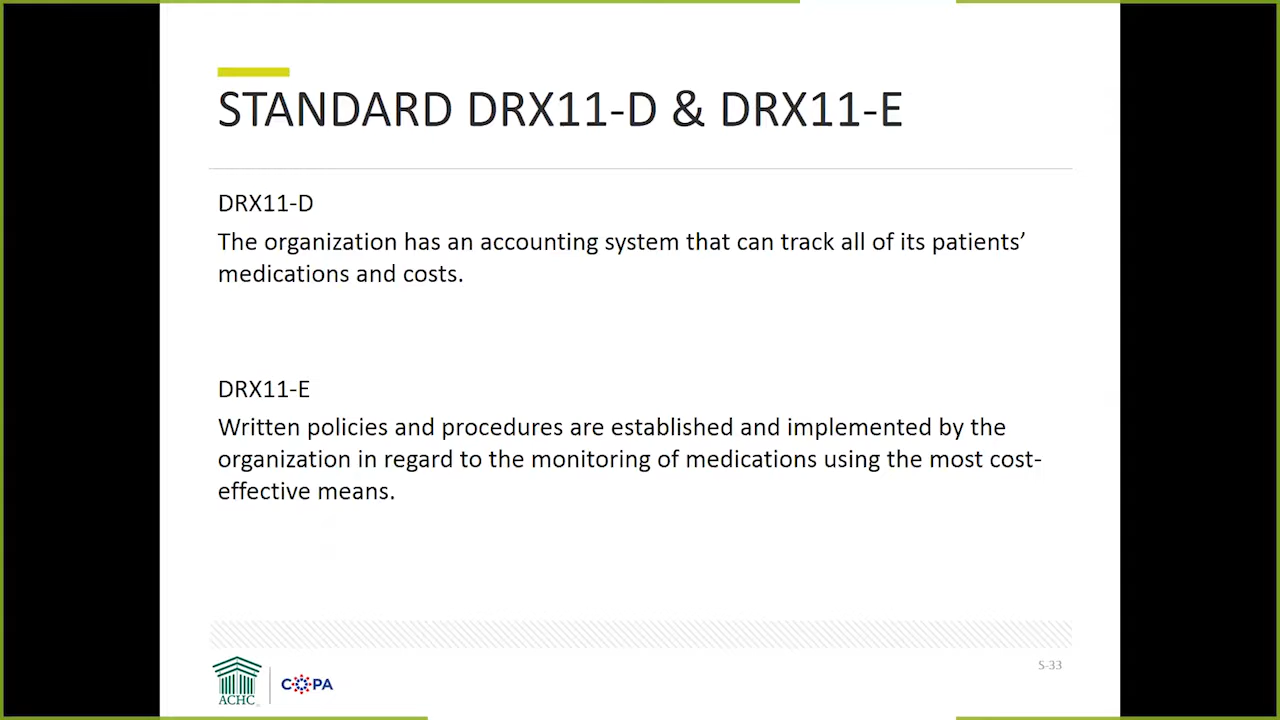 STANDARD DRX11-D & DRX11-E
DRX11-D
The organization has an accounting system that can track all of its patients’
medications and costs.
DRX11-E
Written policies and procedures are established and implemented by the
organization in regard to the monitoring of medications using the most cost-
effective means.
ACHC
COPA
S-33